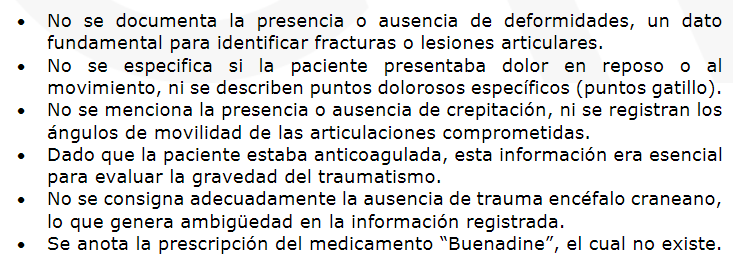 • No se documenta la presencia o ausencia de deformidades, un dato
fundamental para identificar fracturas o lesiones articulares.
• No se especifica si la paciente presentaba dolor en reposo o al
movimiento, ni se describen puntos dolorosos específicos (puntos gatillo).
• No se menciona la presencia o ausencia de crepitación, ni se registran los
ángulos de movilidad de las articulaciones comprometidas.
• Dado que la paciente estaba anticoagulada, esta información era esencial
para evaluar la gravedad del traumatismo.
• No se consigna adecuadamente la ausencia de trauma encéfalo craneano,
lo que genera ambigüedad en la información registrada.
• Se anota la prescripción del medicamento “Buenadine”, el cual no existe.